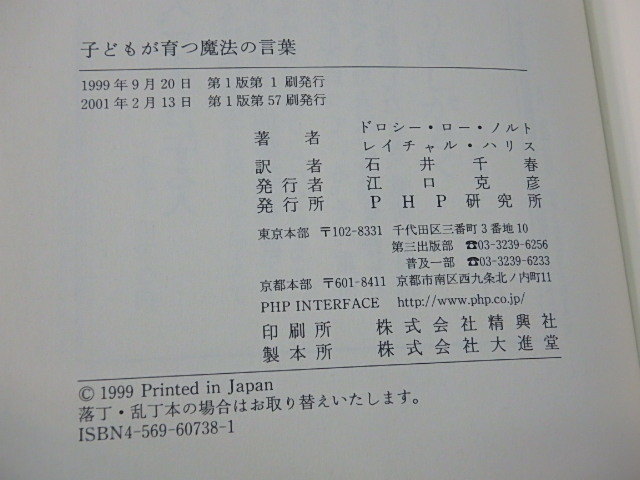 子どもが育つ魔法の言葉
1999年9月20日 第1版第1刷発行
2001年2月13日 第1版第57刷発行
著者 ドロシー・ロー・ノルト
レイチャル・ハリス
訳者 石井千春
発行者 江口克彦
発行所 PHP研究所
東京本部 〒102-8331 千代田区三番町3番地10
第三出版部 ☎03-3239-6256
普及一部 ☎03-3239-6233
京都本部 〒601-8411 京都市南区西九条北ノ内町11
PHP INTERFACE http://www.php.co.jp/
印刷所 株式会社精興社
製本所 株式会社大進堂
© 1999 Printed in Japan
落丁・乱丁本の場合はお取り替えいたします。
ISBN4-569-60738-1